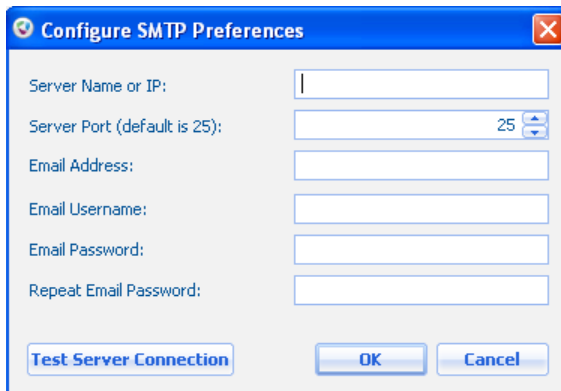 Configure SMTP Preferences
Server Name or IP:
Server Port (default is 25): 25
Email Address:
Email Username:
Email Password:
Repeat Email Password:
Test Server Connection OK Cancel